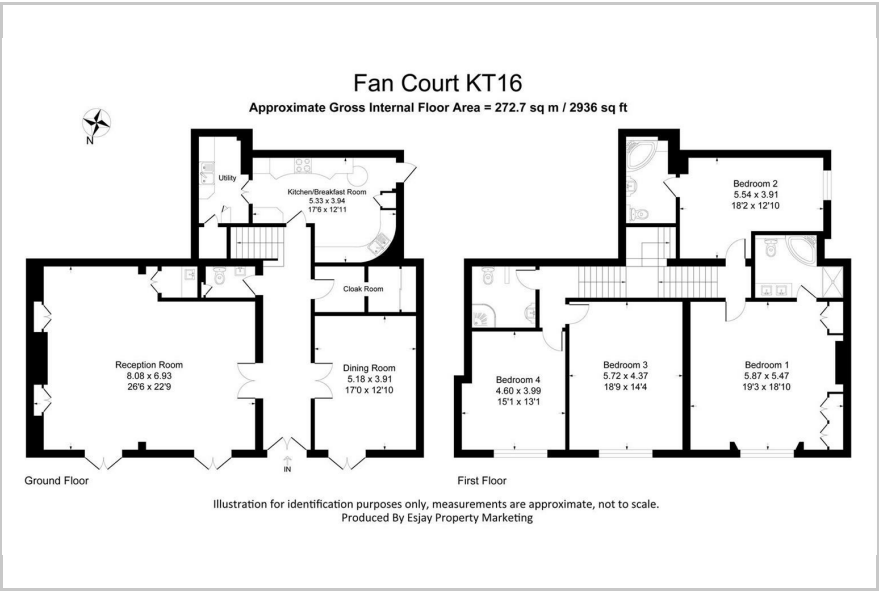 Fan Court KT16
Approximate Gross Internal Floor Area = 272.7 sq m / 2936 sq ft
N
Utility
Kitchen/Breakfast Room
5.33 x 3.94
17'6 x 12'11
Cloak Room
Reception Room
8.08 x 6.93
26'6 x 22'9
Dining Room
5.18 x 3.91
17'0 x 12'10
IN
Ground Floor
Bedroom 2
5.54 x 3.91
18'2 x 12'10
Bedroom 1
5.87 x 5.47
19'3 x 18'10
Bedroom 3
5.72 x 4.37
18'9 x 14'4
Bedroom 4
4.60 x 3.99
15'1 x 13'1
First Floor
Illustration for identification purposes only, measurements are approximate, not to scale.
Produced By Esjay Property Marketing